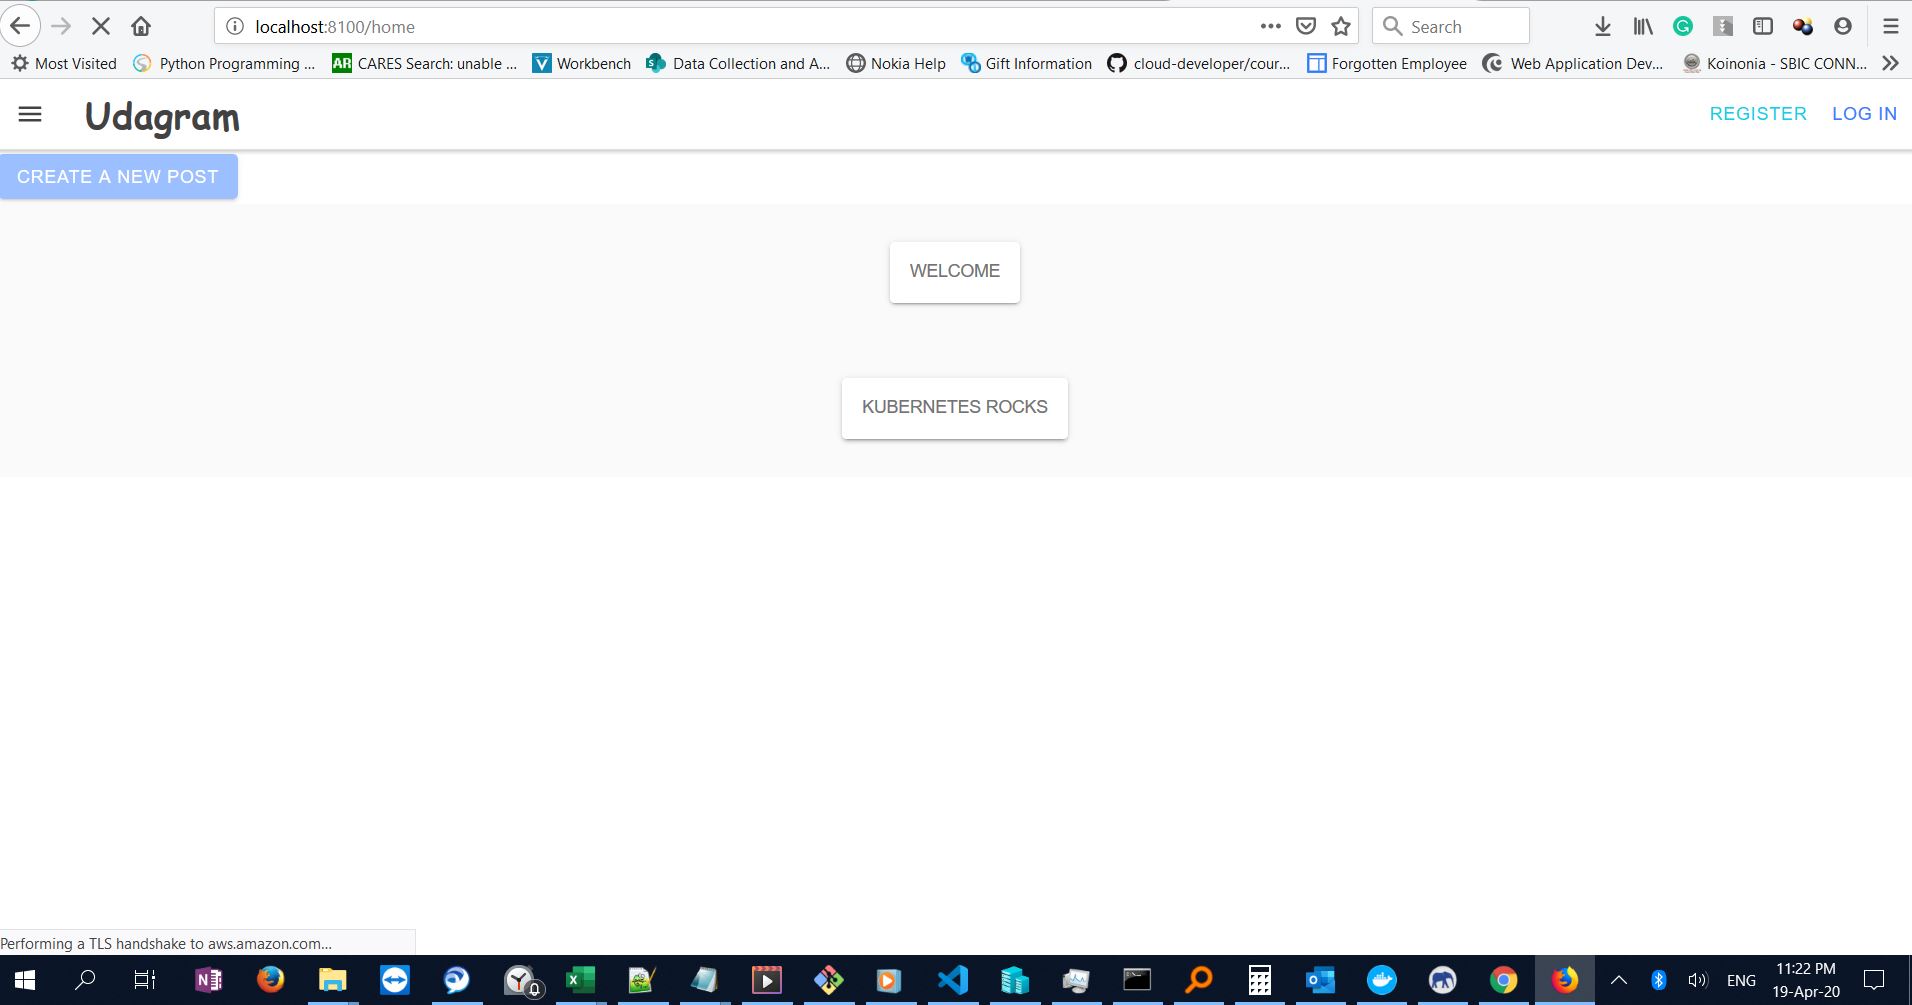 localhost:8100/home
Search
Most Visited Python Programming ... CARES Search: unable ... Workbench Data Collection and A... Nokia Help Gift Information cloud-developer/cour... Forgotten Employee Web Application Dev... Koinonia - SBIC CONN...
Udagram
REGISTER LOG IN
CREATE A NEW POST
WELCOME
KUBERNETES ROCKS
Performing a TLS handshake to aws.amazon.com...
ENG
11:22 PM
19-Apr-20